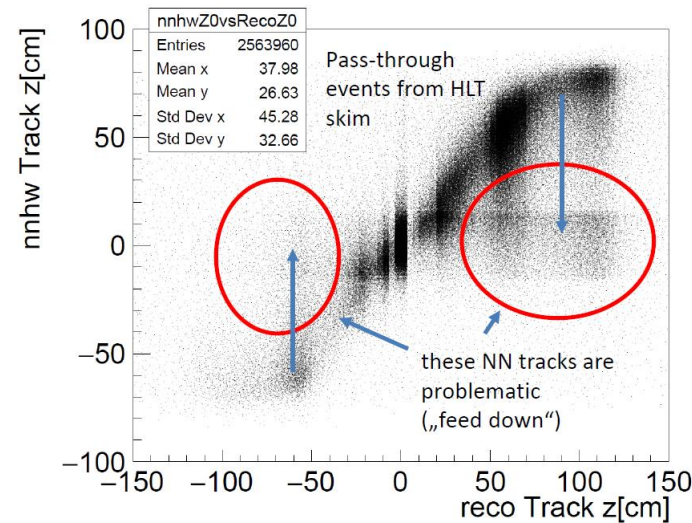 nnhwZ0vsRecoZ0
Entries 2563960
Mean x 37.98
Mean y 26.63
Std Dev x 45.28
Std Dev y 32.66
Pass-through
events from HLT
skim
nnhw Track z[cm]
100
50
0
−50
−100
these NN tracks are
problematic
(„feed down“)
−150 −100 −50 0 50 100 150
reco Track z[cm]